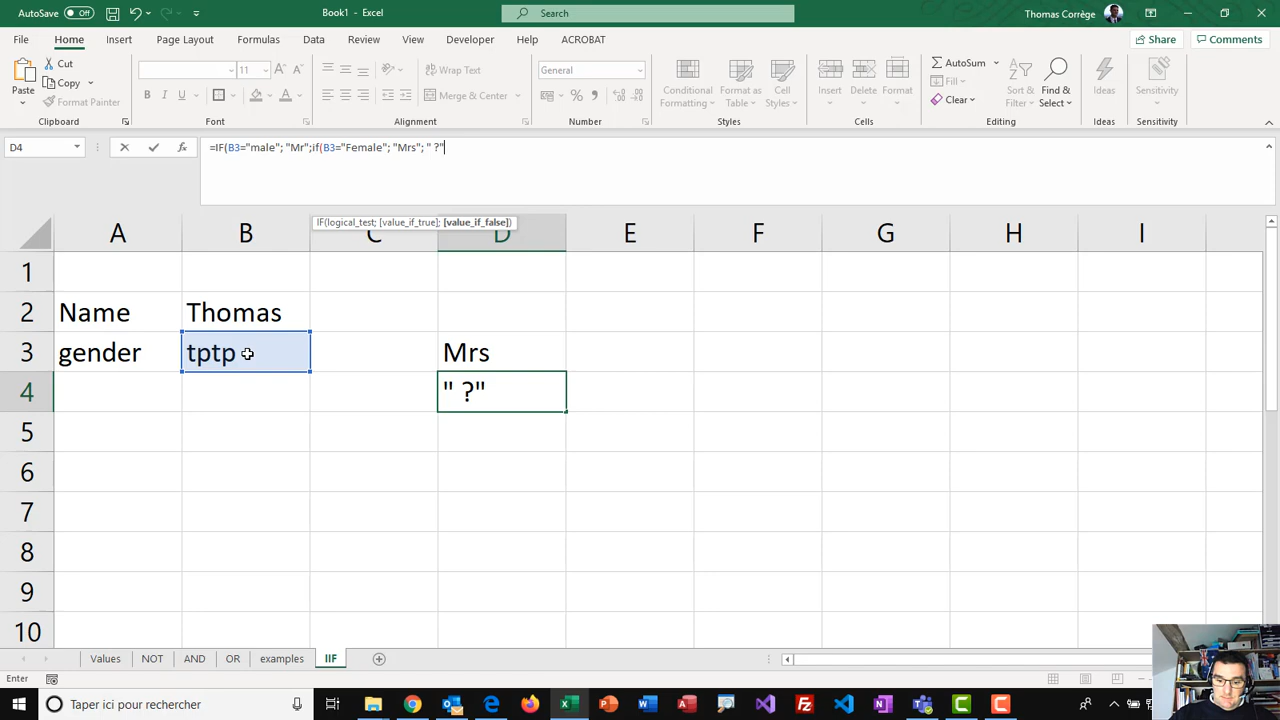 AutoSave Off Book1 - Excel Search Thomas Corrège
File Home Insert Page Layout Formulas Data Review View Developer Help ACROBAT Share Comments
Cut
Copy
Format Painter
Paste
11 A A
B I U
Wrap Text
Merge & Center
General
% ,
Conditional Formatting
Format as Table
Cell Styles
Insert Delete Format
AutoSum
Fill
Clear
Sort & Filter
Find & Select
Ideas
Sensitivity
Clipboard Font Alignment Number Styles Cells Editing Ideas Sensitivity
D4 fx =IF(B3="male"; "Mr";if(B3="Female"; "Mrs"; " ?"
IF(logical_test; [value_if_true]; [value_if_false])
A B C D E F G H I
1
2 Name Thomas
3 gender tptp Mrs
4 " ?"
5
6
7
8
9
10
Values NOT AND OR examples IIF
Enter
Taper ici pour rechercher